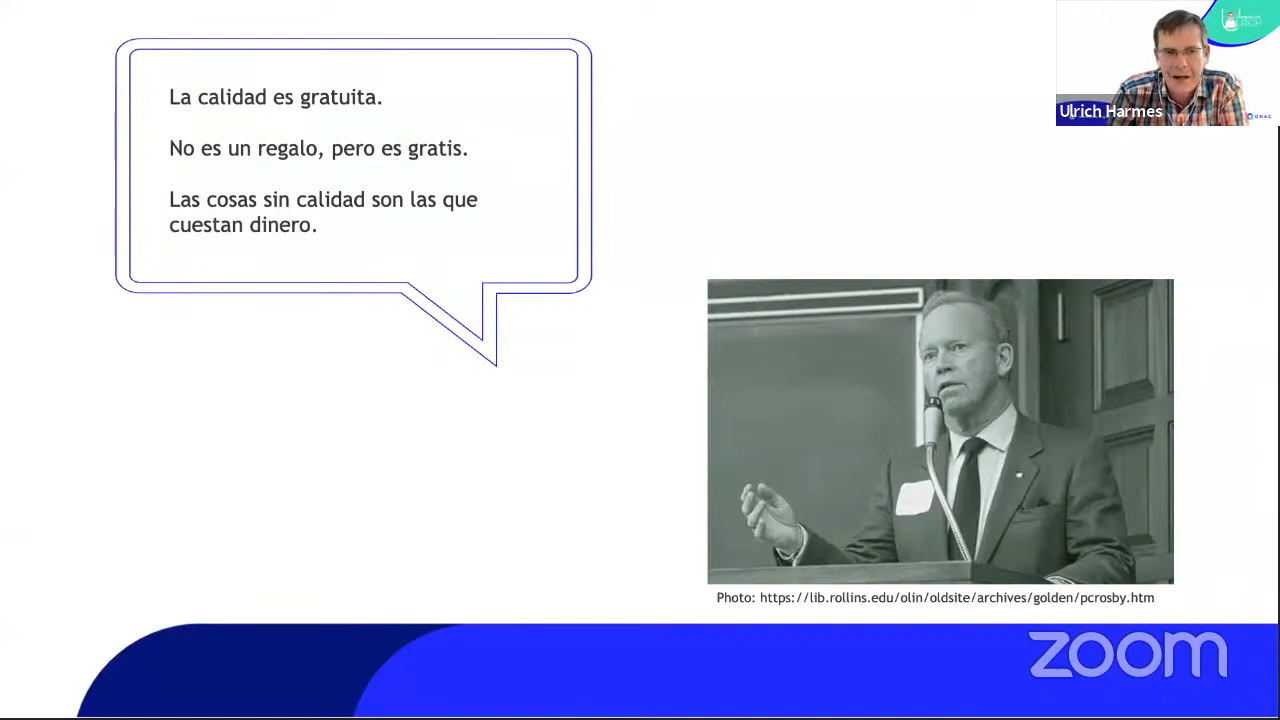 La calidad es gratuita.
No es un regalo, pero es gratis.
Las cosas sin calidad son las que
cuestan dinero.
Ulrich Harmes
Photo: https://lib.rollins.edu/olin/oldsite/archives/golden/pcrosby.htm
zoom